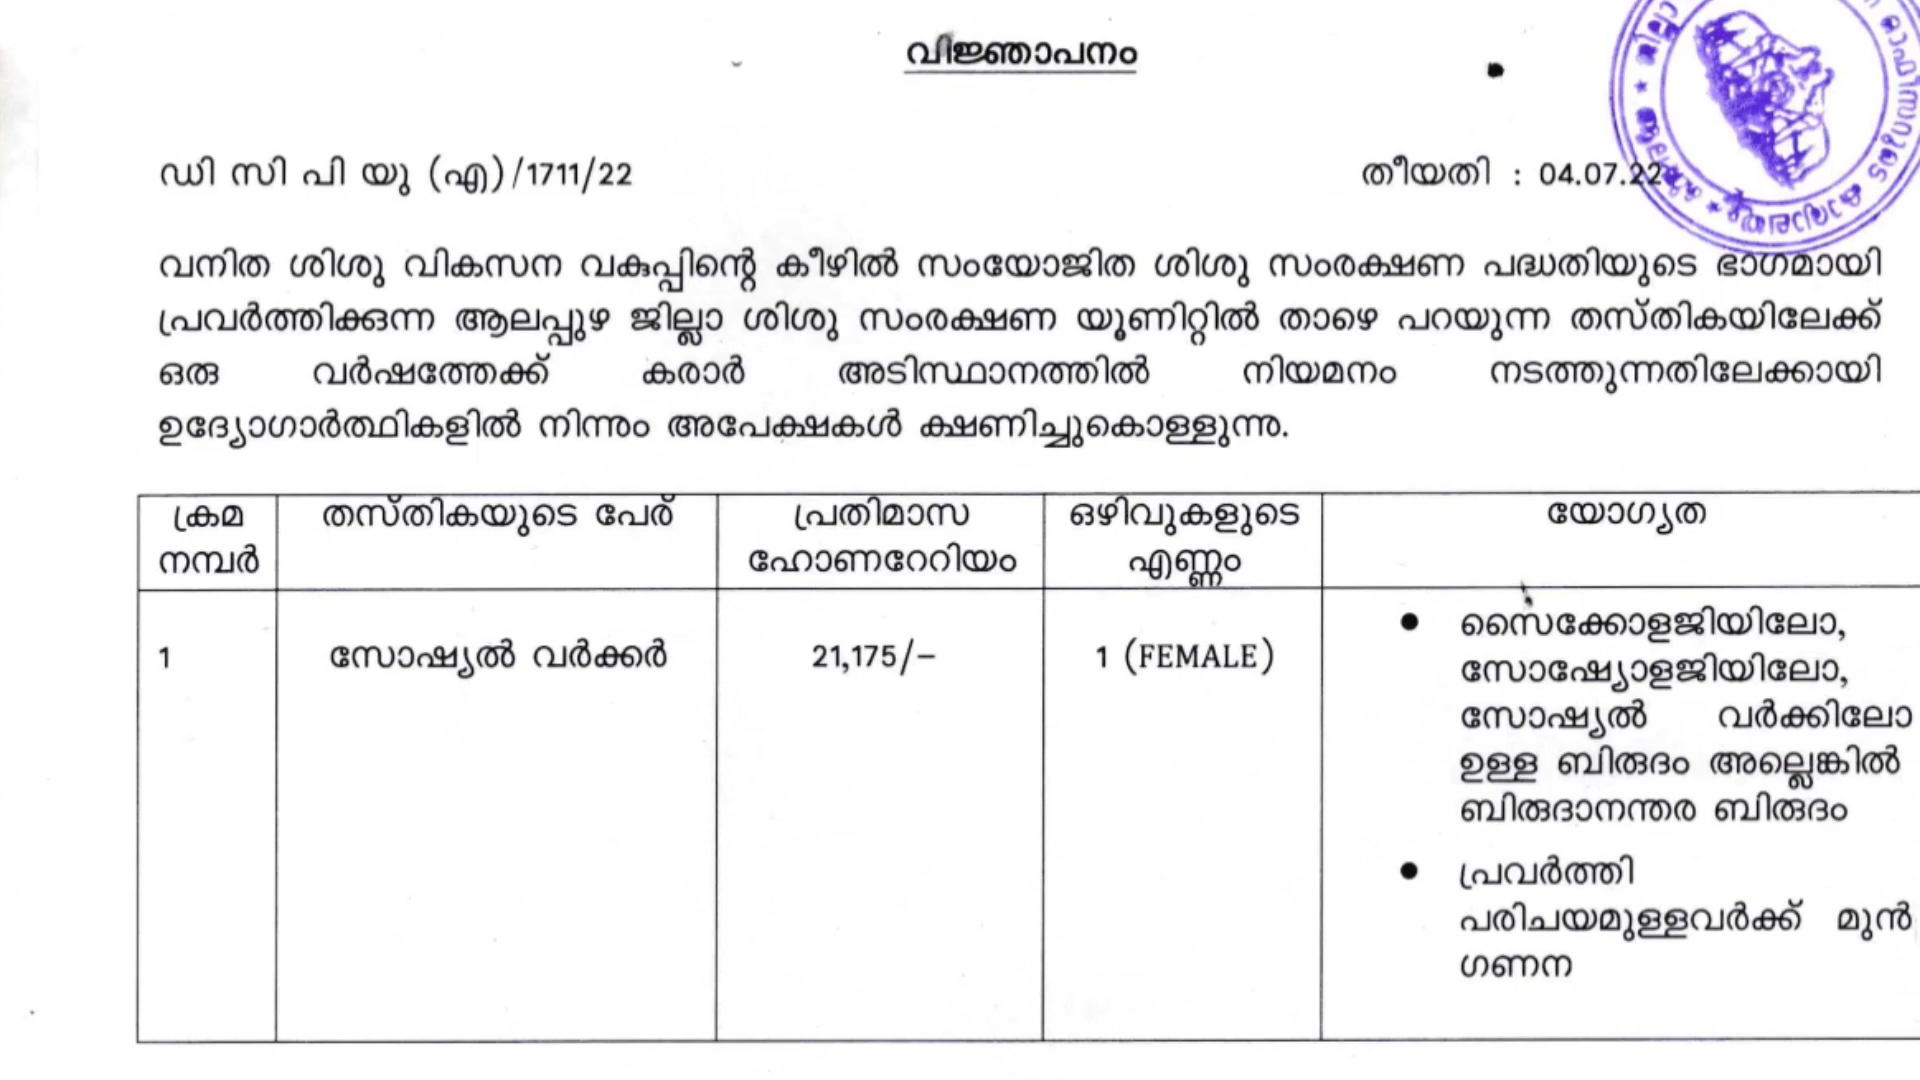 വിജ്ഞാപനം
ഡി സി പി യു (എ)/1711/22
തീയതി : 04.07.22
വനിത ശിശു വികസന വകുപ്പിന്റെ കീഴിൽ സംയോജിത ശിശു സംരക്ഷണ പദ്ധതിയുടെ ഭാഗമായി
പ്രവർത്തിക്കുന്ന ആലപ്പുഴ ജില്ലാ ശിശു സംരക്ഷണ യൂണിറ്റിൽ താഴെ പറയുന്ന തസ്തികയിലേക്ക്
ഒരു വർഷത്തേക്ക് കരാർ അടിസ്ഥാനത്തിൽ നിയമനം നടത്തുന്നതിലേക്കായി
ഉദ്യോഗാർത്ഥികളിൽ നിന്നും അപേക്ഷകൾ ക്ഷണിച്ചുകൊള്ളുന്നു.
ക്രമ
നമ്പർ
തസ്തികയുടെ പേര്
പ്രതിമാസ
ഹോണറേറിയം
ഒഴിവുകളുടെ
എണ്ണം
യോഗ്യത
1
സോഷ്യൽ വർക്കർ
21,175/–
1 (FEMALE)
● സൈക്കോളജിയിലോ,
സോഷ്യോളജിയിലോ,
സോഷ്യൽ വർക്കിലോ
ഉള്ള ബിരുദം അല്ലെങ്കിൽ
ബിരുദാനന്തര ബിരുദം
● പ്രവർത്തി
പരിചയമുള്ളവർക്ക് മുൻ
ഗണന